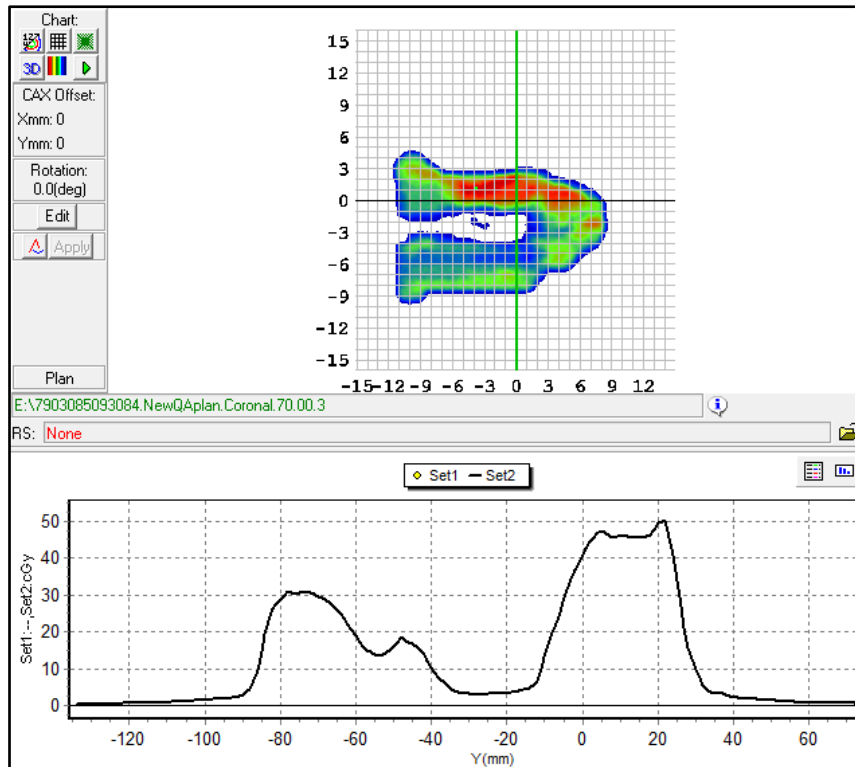 Chart:
123
3D
CAX Offset:
Xmm: 0
Ymm: 0
Rotation:
0.0(deg)
Edit
Apply
Plan
15
12
9
6
3
0
-3
-6
-9
-12
-15
-15 -12 -9 -6 -3 0 3 6 9 12
E:\7903085093084.NewQAplan.Coronal.70.00.3
RS: None
Set1 Set2
Set1:--,Set2:cGy
50
40
30
20
10
0
-120 -100 -80 -60 -40 -20 0 20 40 60
Y(mm)